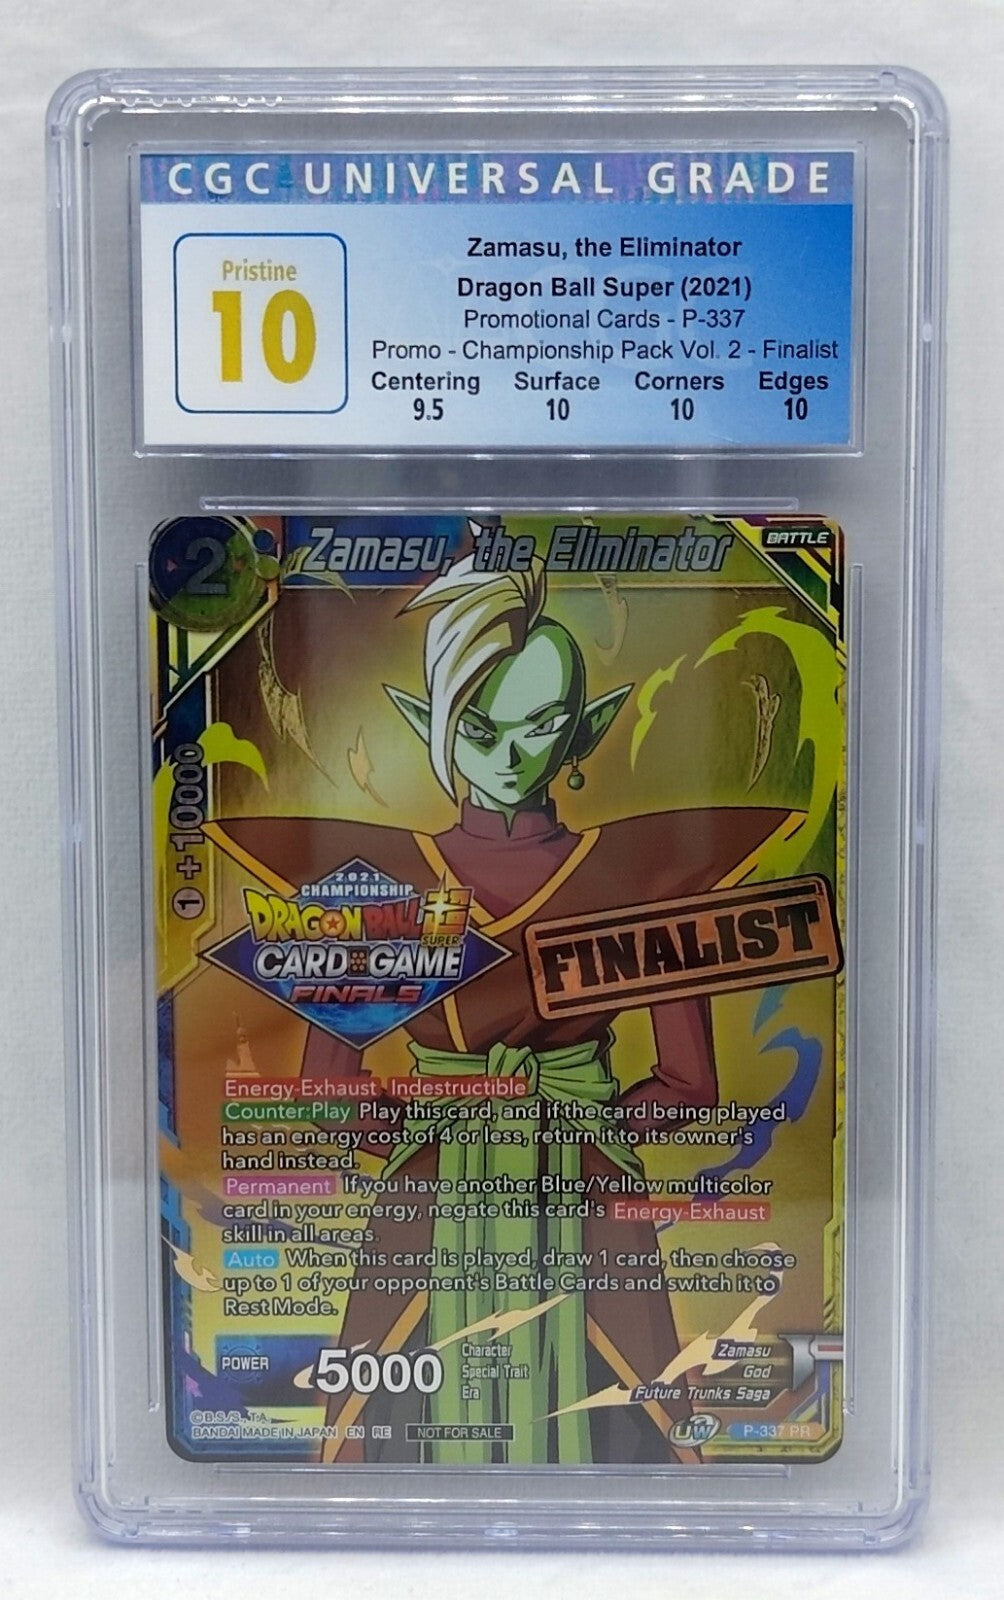 CGC UNIVERSAL GRADE
Pristine
10
Zamasu, the Eliminator
Dragon Ball Super (2021)
Promotional Cards - P-337
Promo - Championship Pack Vol. 2 - Finalist
Centering Surface Corners Edges
9.5 10 10 10
2
Zamasu, the Eliminator
BATTLE
1 +10000
2021
CHAMPIONSHIP
DRAGON BALL超
SUPER
CARD GAME
FINALS
FINALIST
Energy-Exhaust Indestructible
Counter:Play Play this card, and if the card being played
has an energy cost of 4 or less, return it to its owner's
hand instead.
Permanent If you have another Blue/Yellow multicolor
card in your energy, negate this card's Energy-Exhaust
skill in all areas.
Auto When this card is played, draw 1 card, then choose
up to 1 of your opponent's Battle Cards and switch it to
Rest Mode.
POWER
5000
Character
Special Trait
Era
Zamasu
God
Future Trunks Saga
©B.S./S., T.A.
BANDAI MADE IN JAPAN EN RE NOT FOR SALE
UW
P-337 PR